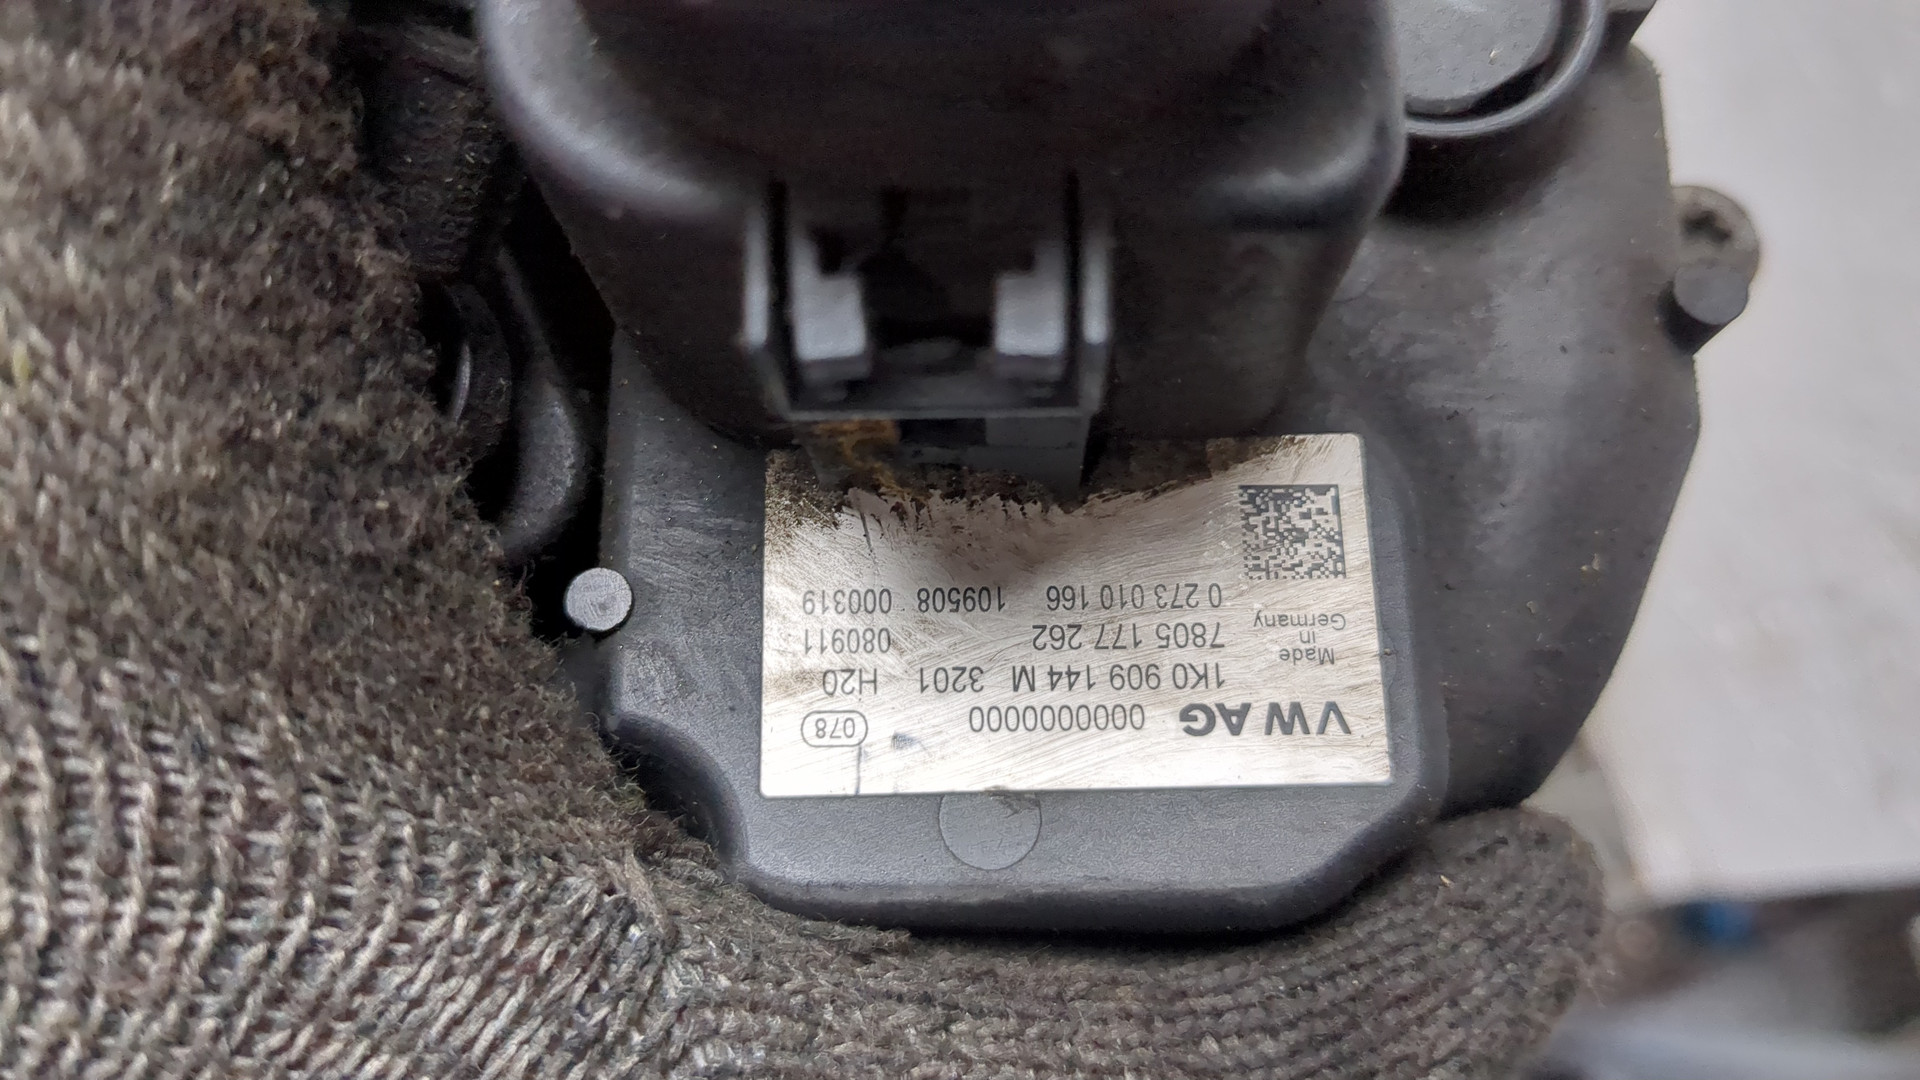 VW AG 0000000000 078
1K0 909 144 M 3201 H20
7805 177 262 080911
0 273 010 166 109508 000319
Made
in
Germany